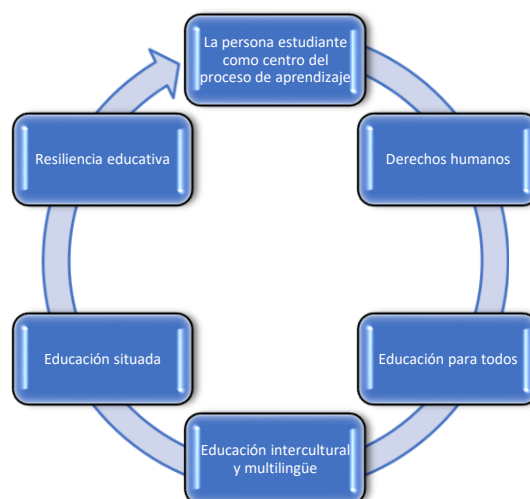 La persona estudiante
como centro del
proceso de aprendizaje
Derechos humanos
Educación para todos
Educación intercultural
y multilingüe
Educación situada
Resiliencia educativa